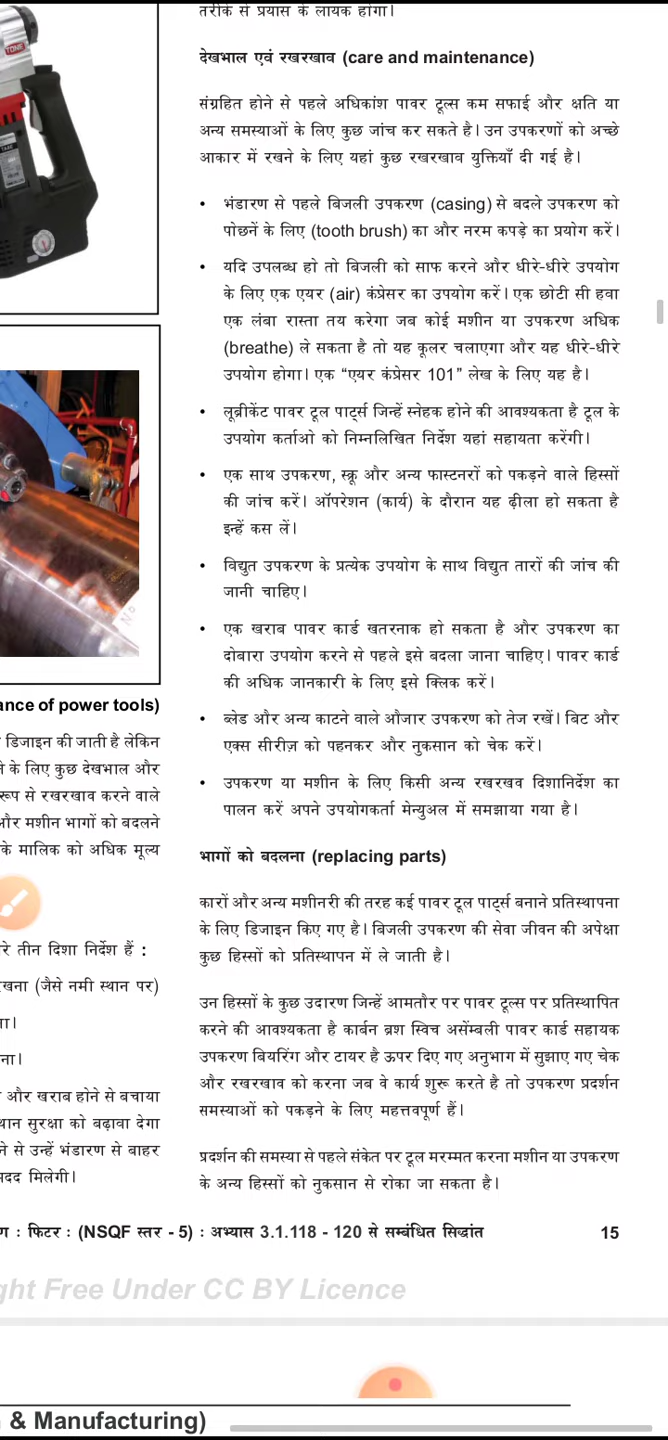 TONE
तरीके से प्रयास के लायक होगा।
देखभाल एवं रखरखाव (care and maintenance)
संग्रहित होने से पहले अधिकांश पावर टूल्स कम सफाई और क्षति या
अन्य समस्याओं के लिए कुछ जांच कर सकते है। उन उपकरणों को अच्छे
आकार में रखने के लिए यहां कुछ रखरखाव युक्तियाँ दी गई है।
• भंडारण से पहले बिजली उपकरण (casing) से बदले उपकरण को
पोछनें के लिए (tooth brush) का और नरम कपड़े का प्रयोग करें।
• यदि उपलब्ध हो तो बिजली को साफ करने और धीरे-धीरे उपयोग
के लिए एक एयर (air) कंप्रेसर का उपयोग करें। एक छोटी सी हवा
एक लंबा रास्ता तय करेगा जब कोई मशीन या उपकरण अधिक
(breathe) ले सकता है तो यह कूलर चलाएगा और यह धीरे-धीरे
उपयोग होगा। एक “एयर कंप्रेसर 101” लेख के लिए यह है।
• लूब्रीकेंट पावर टूल पार्ट्स जिन्हें स्नेहक होने की आवश्यकता है टूल के
उपयोग कर्ताओ को निम्नलिखित निर्देश यहां सहायता करेंगी।
• एक साथ उपकरण, स्क्रू और अन्य फास्टनरों को पकड़ने वाले हिस्सों
की जांच करें। ऑपरेशन (कार्य) के दौरान यह ढ़ीला हो सकता है
इन्हें कस लें।
• विद्युत उपकरण के प्रत्येक उपयोग के साथ विद्युत तारों की जांच की
जानी चाहिए।
• एक खराब पावर कार्ड खतरनाक हो सकता है और उपकरण का
दोबारा उपयोग करने से पहले इसे बदला जाना चाहिए। पावर कार्ड
की अधिक जानकारी के लिए इसे क्लिक करें।
• ब्लेड और अन्य काटने वाले औजार उपकरण को तेज रखें। बिट और
एक्स सीरीज़ को पहनकर और नुकसान को चेक करें।
• उपकरण या मशीन के लिए किसी अन्य रखरखव दिशानिर्देश का
पालन करें अपने उपयोगकर्ता मेन्युअल में समझाया गया है।
भागों को बदलना (replacing parts)
कारों और अन्य मशीनरी की तरह कई पावर टूल पार्ट्स बनाने प्रतिस्थापना
के लिए डिजाइन किए गए है। बिजली उपकरण की सेवा जीवन की अपेक्षा
कुछ हिस्सों को प्रतिस्थापन में ले जाती है।
उन हिस्सों के कुछ उदारण जिन्हें आमतौर पर पावर टूल्स पर प्रतिस्थापित
करने की आवश्यकता है कार्बन ब्रश स्विच असेंम्बली पावर कार्ड सहायक
उपकरण बियरिंग और टायर है ऊपर दिए गए अनुभाग में सुझाए गए चेक
और रखरखाव को करना जब वे कार्य शुरू करते है तो उपकरण प्रदर्शन
समस्याओं को पकड़ने के लिए महत्तवपूर्ण हैं।
प्रदर्शन की समस्या से पहले संकेत पर टूल मरम्मत करना मशीन या उपकरण
के अन्य हिस्सों को नुकसान से रोका जा सकता है।
ance of power tools)
डिजाइन की जाती है लेकिन
के लिए कुछ देखभाल और
रूप से रखरखाव करने वाले
और मशीन भागों को बदलने
के मालिक को अधिक मूल्य
रे तीन दिशा निर्देश हैं :
खना (जैसे नमी स्थान पर)
ा।
ना।
और खराब होने से बचाया
थान सुरक्षा को बढ़ावा देगा
ने से उन्हें भंडारण से बाहर
मदद मिलेगी।
ण : फिटर : (NSQF स्तर - 5) : अभ्यास 3.1.118 - 120 से सम्बंधित सिद्धांत 15
ght Free Under CC BY Licence
& Manufacturing)